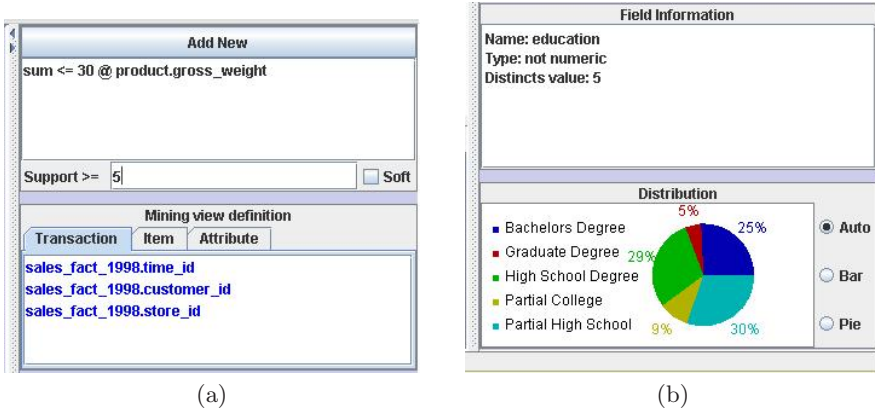 Add New
sum <= 30 @ product.gross_weight
Support >= 5 Soft
Mining view definition
Transaction Item Attribute
sales_fact_1998.time_id
sales_fact_1998.customer_id
sales_fact_1998.store_id
(a)
Field Information
Name: education
Type: not numeric
Distincts value: 5
Distribution
5%
Bachelors Degree 25% Auto
Graduate Degree
29%
High School Degree Bar
Partial College
Partial High School 9% 30% Pie
(b)